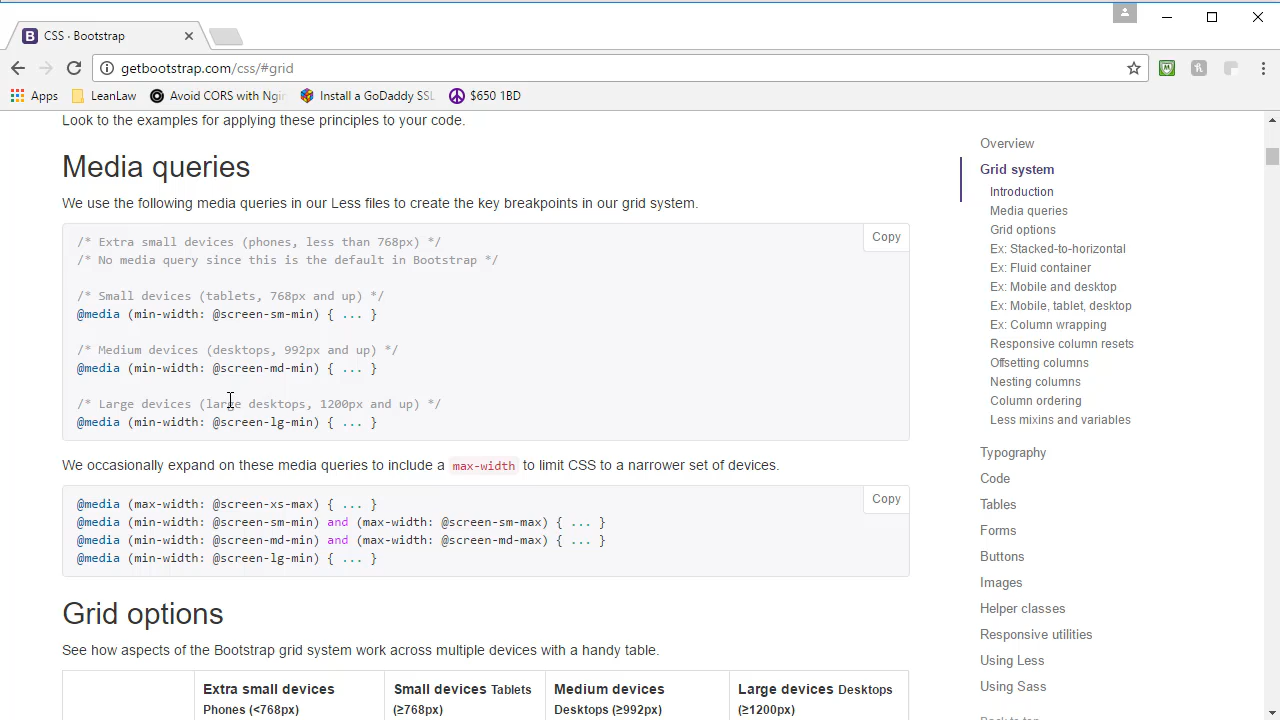 CSS · Bootstrap
getbootstrap.com/css/#grid
Apps LeanLaw Avoid CORS with Ngi Install a GoDaddy SSL $650 1BD
Look to the examples for applying these principles to your code.
Media queries
We use the following media queries in our Less files to create the key breakpoints in our grid system.
Copy
/* Extra small devices (phones, less than 768px) */
/* No media query since this is the default in Bootstrap */
/* Small devices (tablets, 768px and up) */
@media (min-width: @screen-sm-min) { ... }
/* Medium devices (desktops, 992px and up) */
@media (min-width: @screen-md-min) { ... }
/* Large devices (large desktops, 1200px and up) */
@media (min-width: @screen-lg-min) { ... }
We occasionally expand on these media queries to include a max-width to limit CSS to a narrower set of devices.
Copy
@media (max-width: @screen-xs-max) { ... }
@media (min-width: @screen-sm-min) and (max-width: @screen-sm-max) { ... }
@media (min-width: @screen-md-min) and (max-width: @screen-md-max) { ... }
@media (min-width: @screen-lg-min) { ... }
Grid options
See how aspects of the Bootstrap grid system work across multiple devices with a handy table.
Extra small devices
Phones (<768px)
Small devices Tablets
(≥768px)
Medium devices
Desktops (≥992px)
Large devices Desktops
(≥1200px)
Overview
Grid system
Introduction
Media queries
Grid options
Ex: Stacked-to-horizontal
Ex: Fluid container
Ex: Mobile and desktop
Ex: Mobile, tablet, desktop
Ex: Column wrapping
Responsive column resets
Offsetting columns
Nesting columns
Column ordering
Less mixins and variables
Typography
Code
Tables
Forms
Buttons
Images
Helper classes
Responsive utilities
Using Less
Using Sass
Back to top